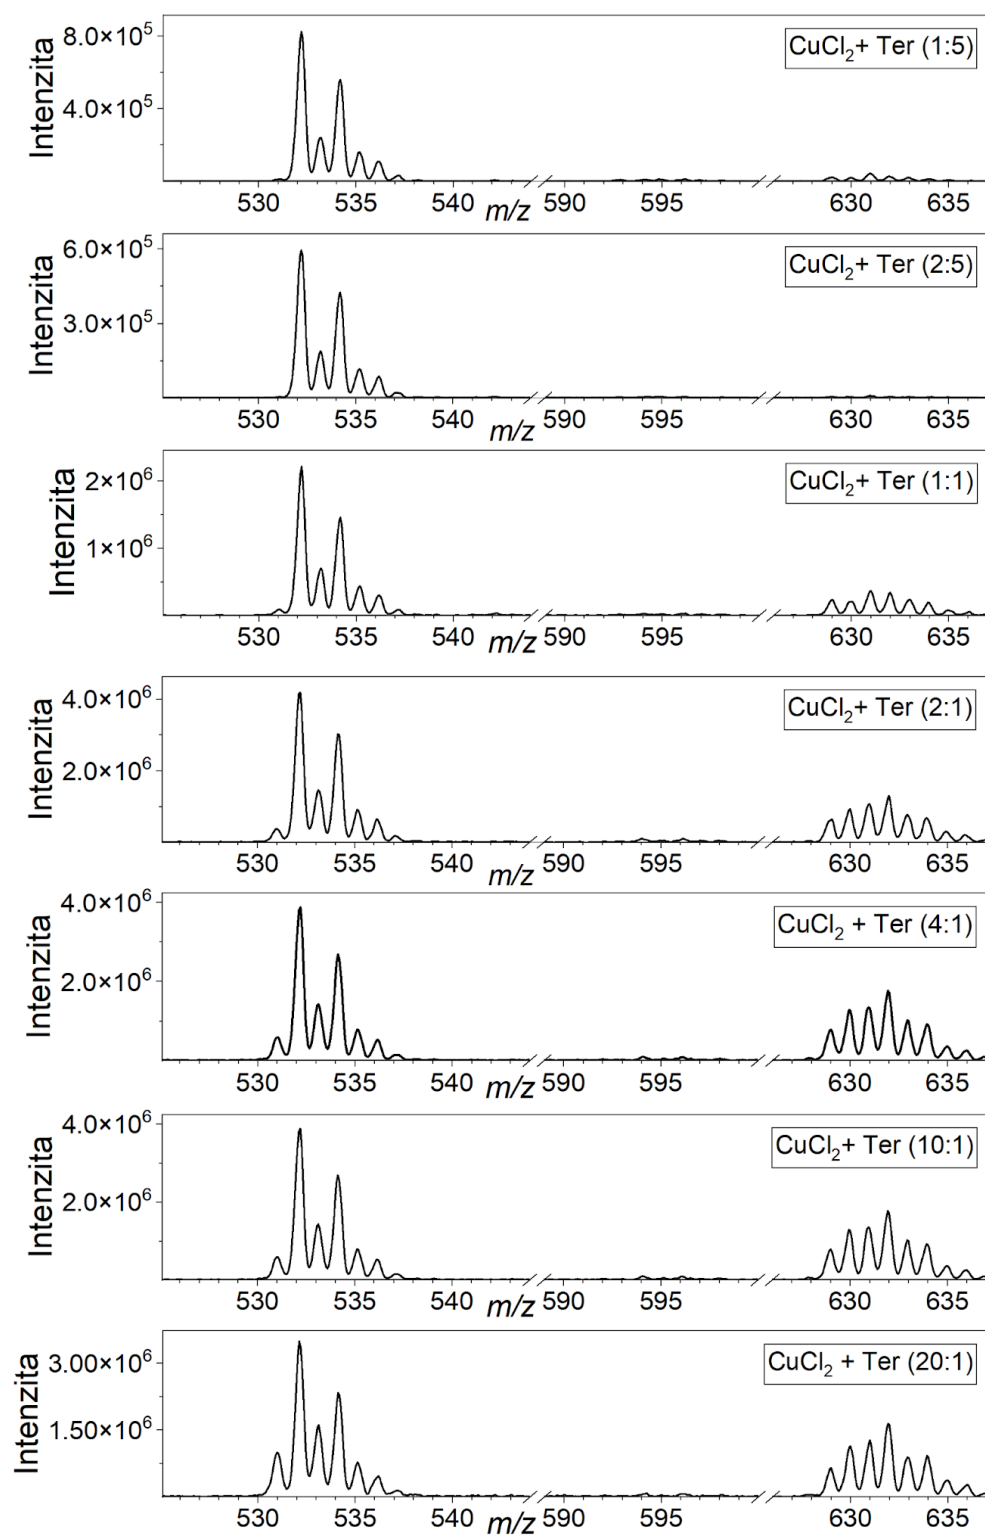 Intenzita
8.0×10⁵
4.0×10⁵
CuCl₂+ Ter (1:5)
530 535 540 m/z 590 595 630 635
Intenzita
6.0×10⁵
3.0×10⁵
CuCl₂+ Ter (2:5)
530 535 540 m/z 590 595 630 635
Intenzita
2×10⁶
1×10⁶
CuCl₂+ Ter (1:1)
530 535 540 m/z 590 595 630 635
Intenzita
4.0×10⁶
2.0×10⁶
CuCl₂+ Ter (2:1)
530 535 540 m/z 590 595 630 635
Intenzita
4.0×10⁶
2.0×10⁶
CuCl₂ + Ter (4:1)
530 535 540 m/z 590 595 630 635
Intenzita
4.0×10⁶
2.0×10⁶
CuCl₂+ Ter (10:1)
530 535 540 m/z 590 595 630 635
Intenzita
3.00×10⁶
1.50×10⁶
CuCl₂ + Ter (20:1)
530 535 540 m/z 590 595 630 635